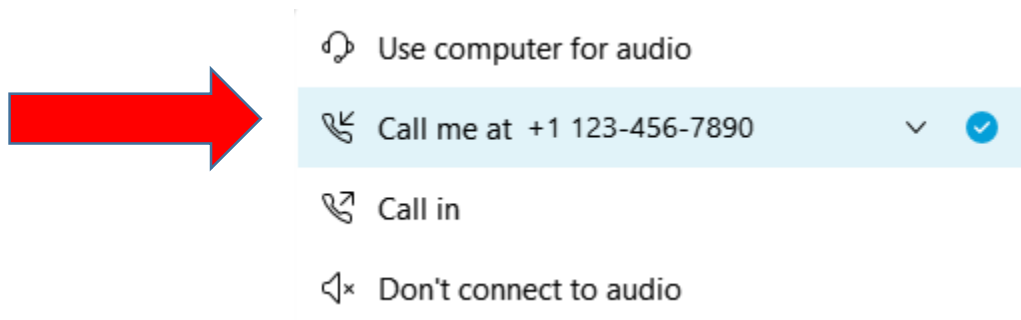 Use computer for audio
Call me at +1 123-456-7890
Call in
Don't connect to audio